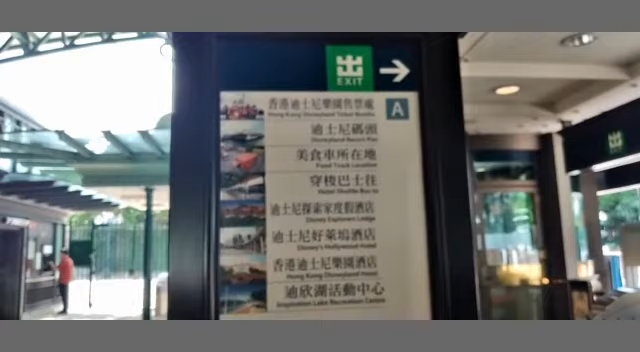 出
EXIT
A
香港迪士尼樂園售票處
Hong Kong Disneyland Ticket Booths
迪士尼碼頭
Disneyland Resort Pier
美食車所在地
Food Truck Location
穿梭巴士往
Hotel Shuttle Bus to
迪士尼探索家度假酒店
Disney Explorers Lodge
迪士尼好萊塢酒店
Disney's Hollywood Hotel
香港迪士尼樂園酒店
Hong Kong Disneyland Hotel
迪欣湖活動中心
Inspiration Lake Recreation Centre
出